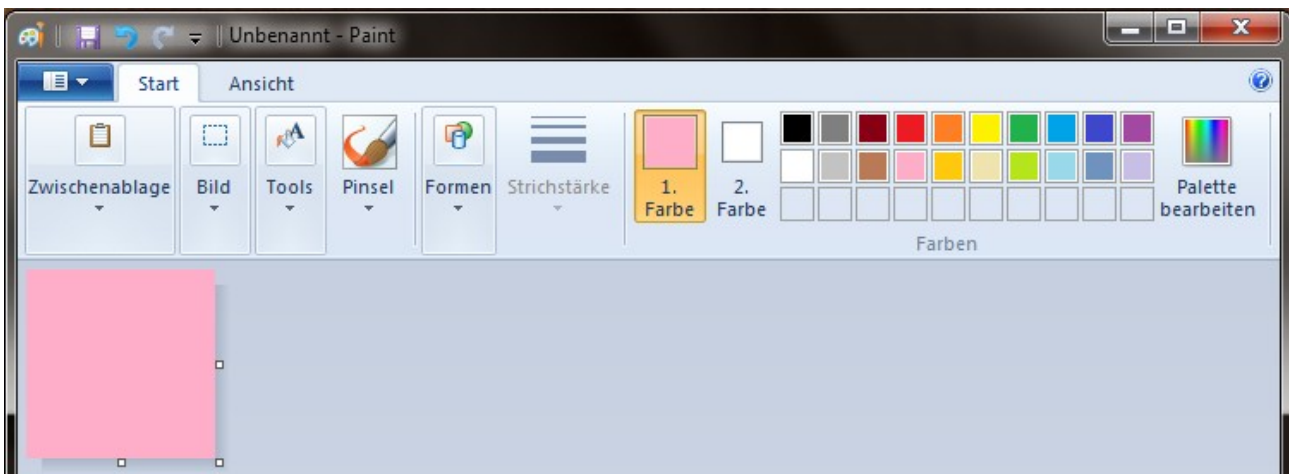 Unbenannt - Paint
Start Ansicht
Zwischenablage Bild Tools Pinsel Formen Strichstärke 1. Farbe 2. Farbe Palette bearbeiten
Farben